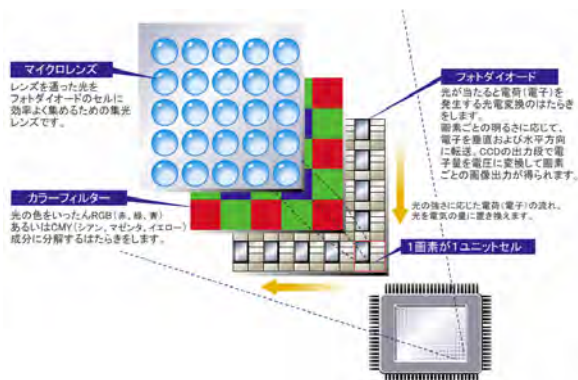 マイクロレンズ
レンズを通った光を
フォトダイオードのセルに
効率よく集めるための集光
レンズです。
カラーフィルター
光の色をいったんRGB(赤、緑、青)
あるいはCMY(シアン、マゼンタ、イエロー)
成分に分解するはたらきをします。
フォトダイオード
光が当たると電荷(電子)を
発生する光電変換のはたらき
をします。
画素ごとの明るさに応じて、
電子を垂直および水平方向
に転送。CCDの出力段で電
子量を電圧に変換して画素
ごとの画像出力が得られます。
光の強さに応じた電荷(電子)の流れ。
光を電気の量に置き換えます。
1画素が1ユニットセル